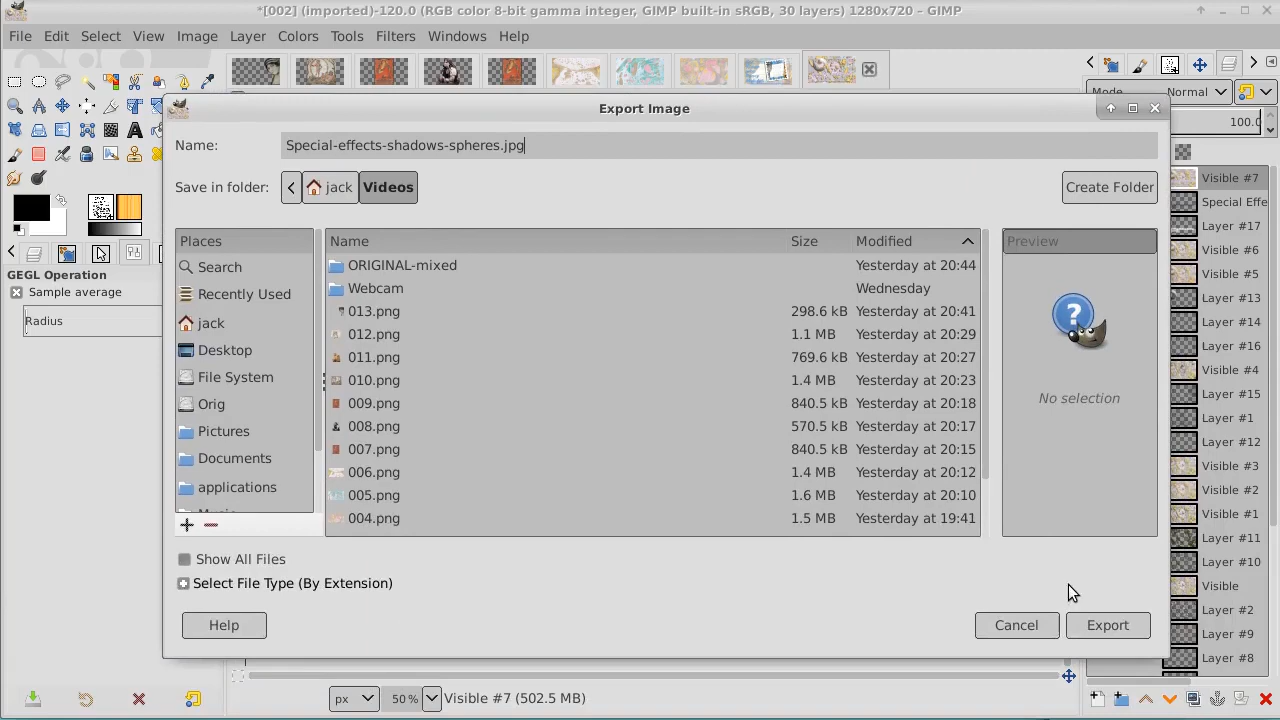 *[002] (imported)-120.0 (RGB color 8-bit gamma integer, GIMP built-in sRGB, 30 layers) 1280x720 – GIMP
File Edit Select View Image Layer Colors Tools Filters Windows Help
Mode Normal
100.0
GEGL Operation
Sample average
Radius
Export Image
Name: Special-effects-shadows-spheres.jpg
Save in folder: jack Videos Create Folder
Places
Search
Recently Used
jack
Desktop
File System
Orig
Pictures
Documents
applications
Name Size Modified
ORIGINAL-mixed Yesterday at 20:44
Webcam Wednesday
013.png 298.6 kB Yesterday at 20:41
012.png 1.1 MB Yesterday at 20:29
011.png 769.6 kB Yesterday at 20:27
010.png 1.4 MB Yesterday at 20:23
009.png 840.5 kB Yesterday at 20:18
008.png 570.5 kB Yesterday at 20:17
007.png 840.5 kB Yesterday at 20:15
006.png 1.4 MB Yesterday at 20:12
005.png 1.6 MB Yesterday at 20:10
004.png 1.5 MB Yesterday at 19:41
Preview
?
No selection
Show All Files
Select File Type (By Extension)
Help Cancel Export
Visible #7
Special Effe
Layer #17
Visible #6
Visible #5
Layer #13
Layer #14
Layer #16
Visible #4
Layer #15
Layer #1
Layer #12
Visible #3
Visible #2
Visible #1
Layer #11
Layer #10
Visible
Layer #2
Layer #9
Layer #8
px 50 % Visible #7 (502.5 MB)